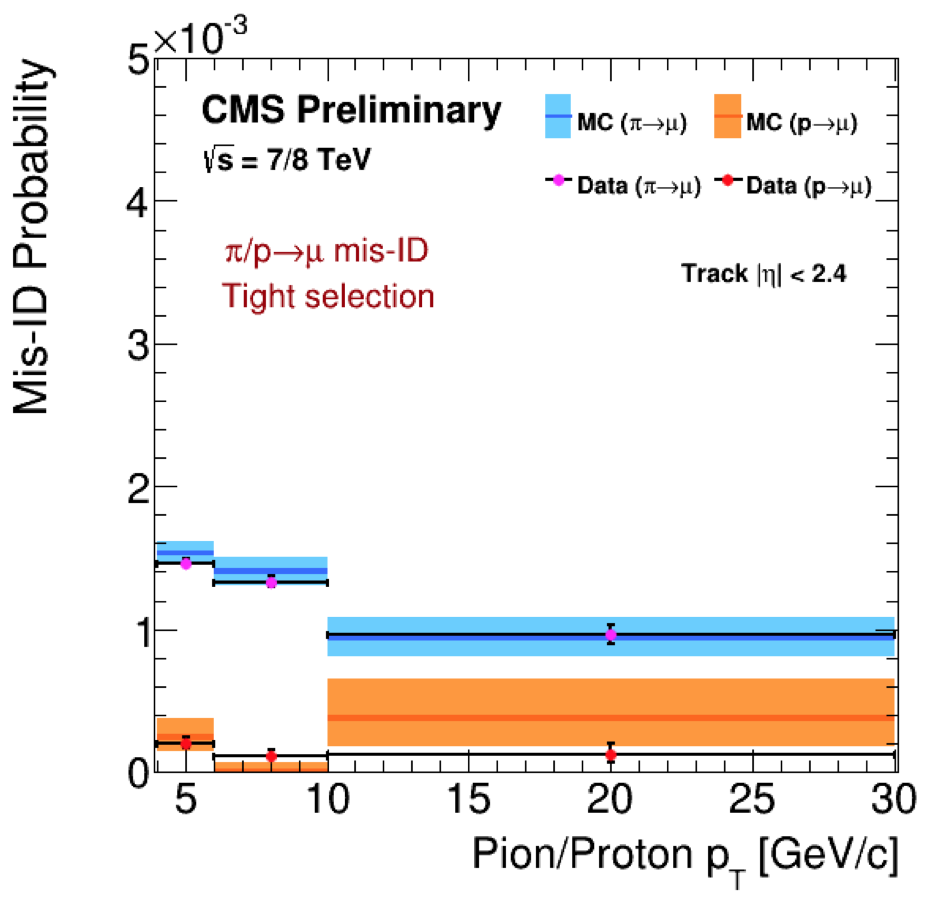 5×10⁻³
CMS Preliminary
√s = 7/8 TeV
MC (π→μ)
MC (p→μ)
Data (π→μ)
Data (p→μ)
π/p→μ mis-ID
Tight selection
Track |η| < 2.4
Mis-ID Probability
4
3
2
1
0
5 10 15 20 25 30
Pion/Proton p_T [GeV/c]